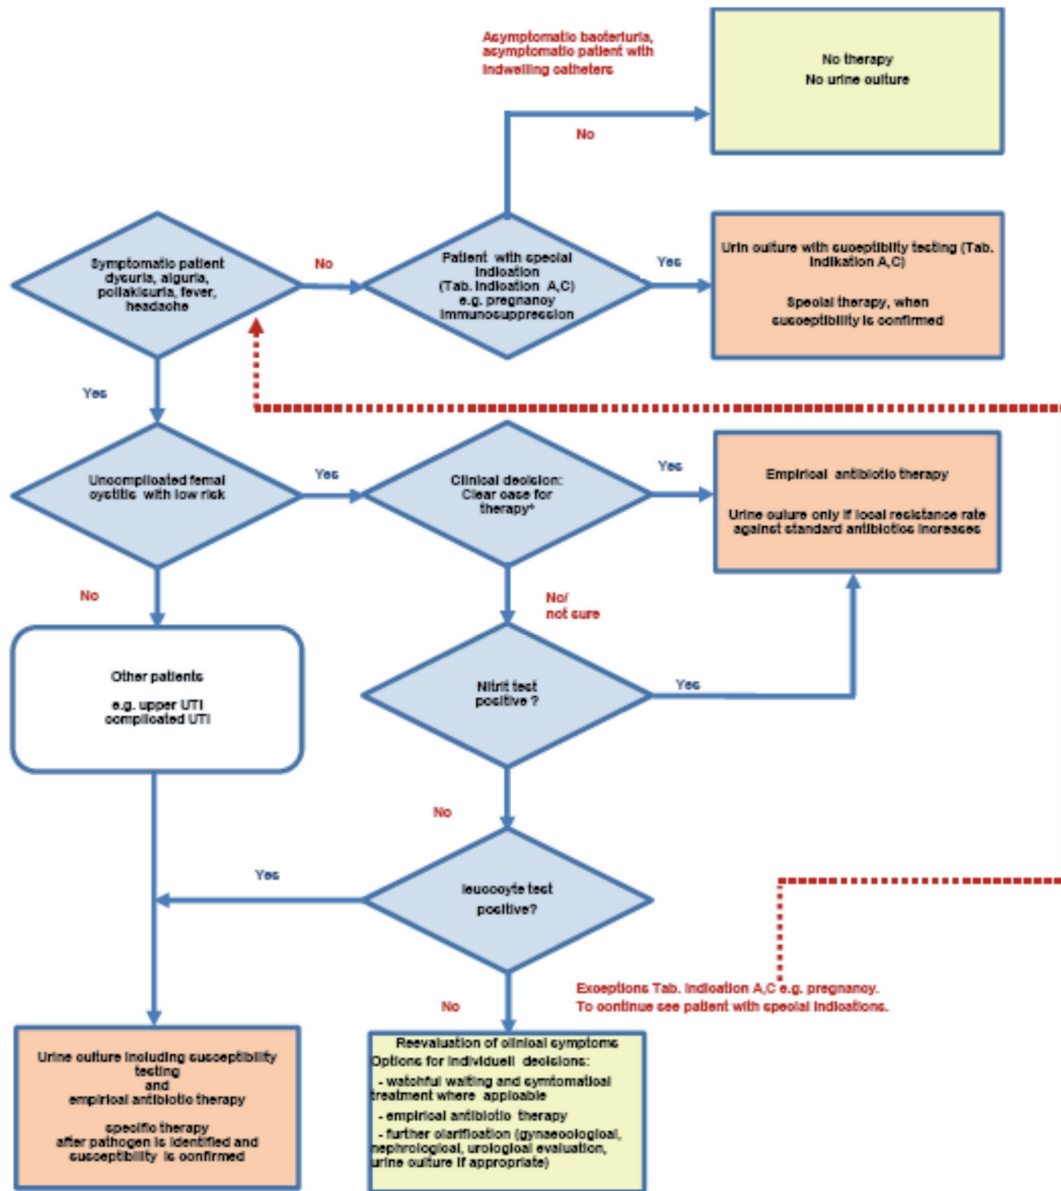 Asymptomatic bacteriuria,
asymptomatic patient with
indwelling catheters
No therapy
No urine culture
No
Symptomatic patient
dysuria, alguria,
pollakisuria, fever,
headache
No
Patient with special
indication
(Tab. Indication A,C)
e.g. pregnancy
immunosuppression
Yes
Urin culture with suceptibility testing (Tab.
Indikation A,C)
Special therapy, when
susceptibility is confirmed
Yes
Uncomplicated femal
cystitis with low risk
Yes
Clinical decision:
Clear case for
therapy*
Yes
Empirical antibiotic therapy
Urine culure only if local resistance rate
against standard antibiotics increases
No
No/
not sure
Other patients
e.g. upper UTI
complicated UTI
Nitrit test
positive ?
Yes
No
Yes
leucocyte test
positive?
No
Exceptions Tab. Indication A,C e.g. pregnancy.
To continue see patient with special indications.
Urine culture including susceptibility
testing
and
empirical antibiotic therapy
specific therapy
after pathogen is identified and
susceptibility is confirmed
Reevaluation of clinical symptoms
Options for individuell decisions:
- watchful waiting and symtomatical
treatment where applicable
- empirical antibiotic therapy
- further clarification (gynaecological,
nephrological, urological evaluation,
urine culture if appropriate)